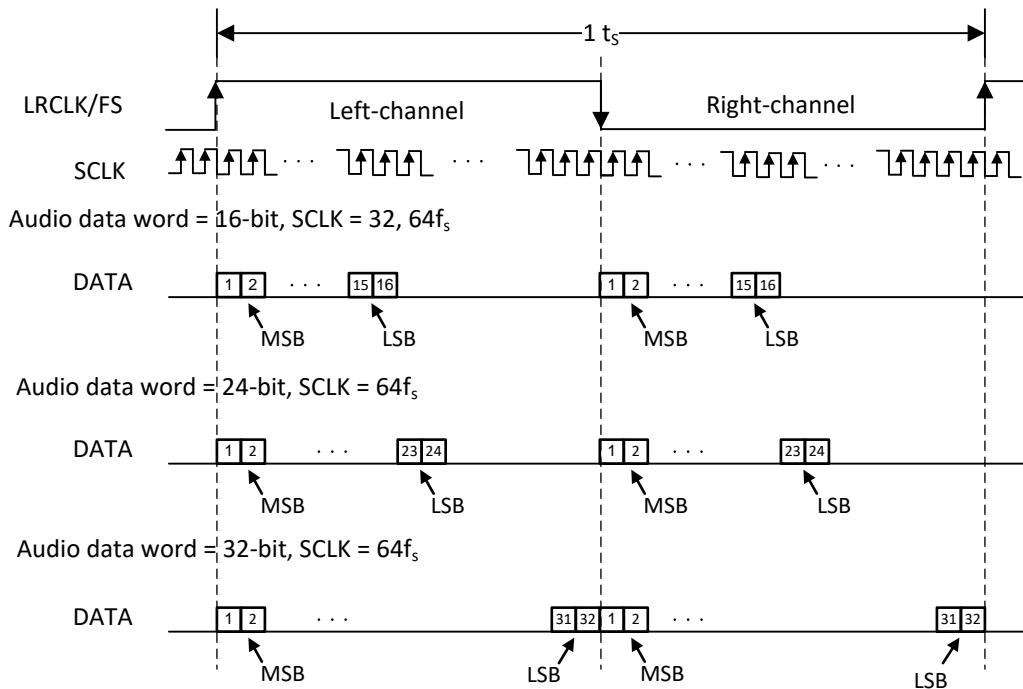 1 tS
LRCLK/FS
Left-channel
Right-channel
SCLK
· · ·
· · ·
· · ·
· · ·
Audio data word = 16-bit, SCLK = 32, 64fs
DATA
1 2 · · · 15 16 1 2 · · · 15 16
MSB LSB MSB LSB
Audio data word = 24-bit, SCLK = 64fs
DATA
1 2 · · · 23 24 1 2 · · · 23 24
MSB LSB MSB LSB
Audio data word = 32-bit, SCLK = 64fs
DATA
1 2 · · · 31 32 1 2 · · · 31 32
MSB LSB MSB LSB